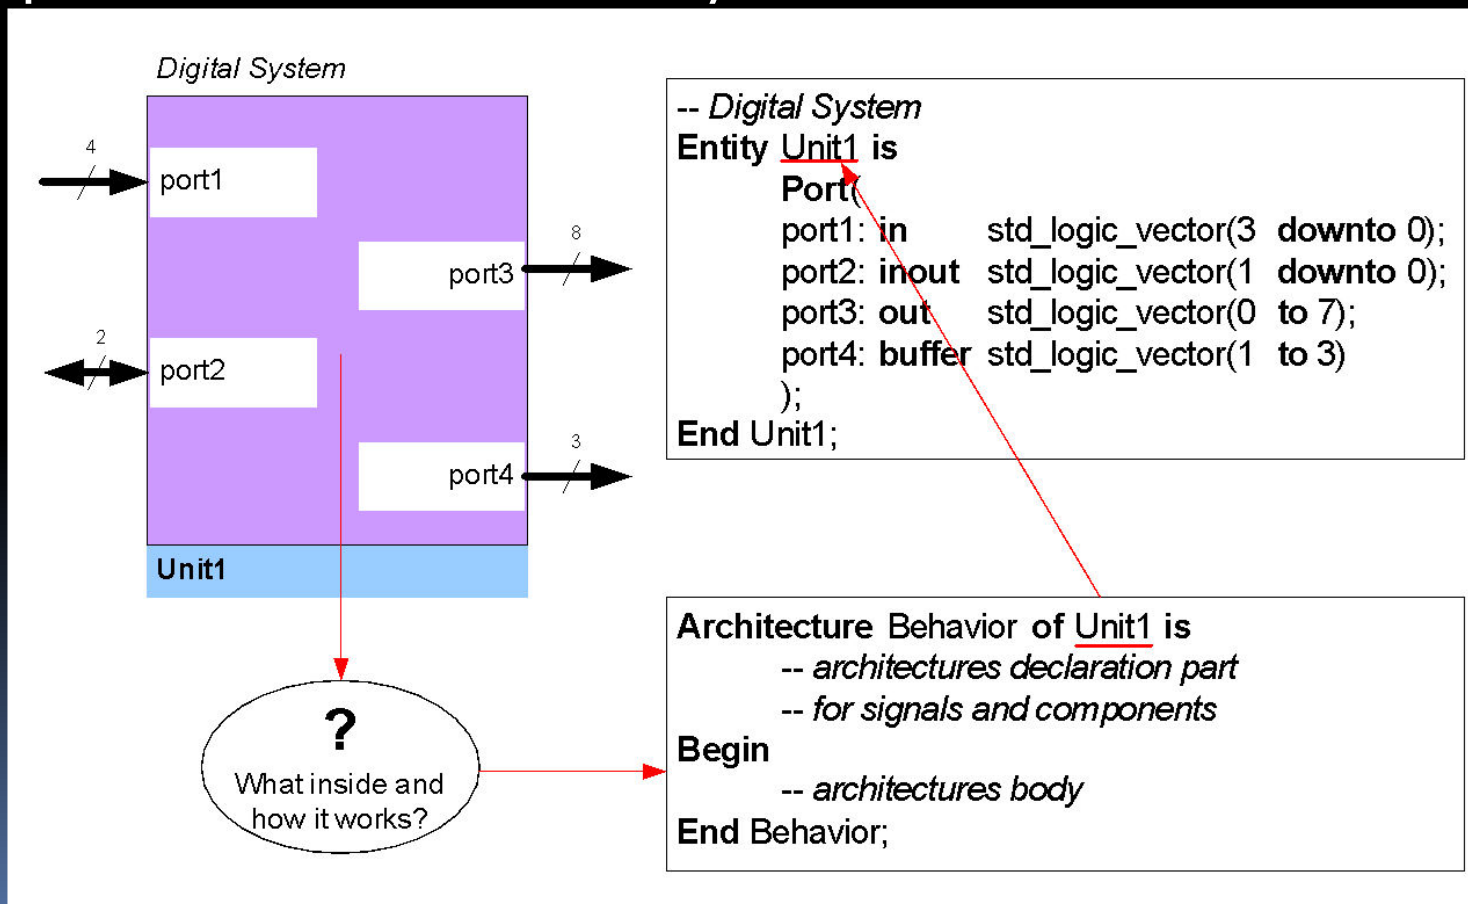 Digital System
4
port1
8
port3
2
port2
3
port4
Unit1
?
What inside and
how it works?
-- Digital System
Entity Unit1 is
Port(
port1: in std_logic_vector(3 downto 0);
port2: inout std_logic_vector(1 downto 0);
port3: out std_logic_vector(0 to 7);
port4: buffer std_logic_vector(1 to 3)
);
End Unit1;
Architecture Behavior of Unit1 is
-- architectures declaration part
-- for signals and components
Begin
-- architectures body
End Behavior;